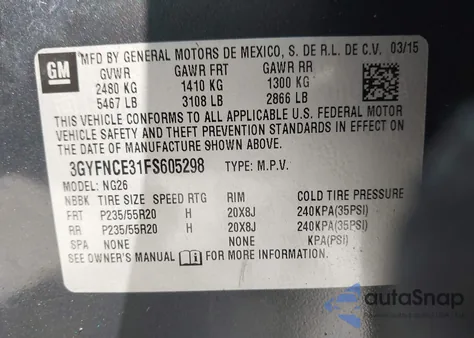 GM
MFD BY GENERAL MOTORS DE MEXICO, S. DE R.L. DE C.V. 03/15
GVWR GAWR FRT GAWR RR
2480 KG 1410 KG 1300 KG
5467 LB 3108 LB 2866 LB
THIS VEHICLE CONFORMS TO ALL APPLICABLE U.S. FEDERAL MOTOR
VEHICLE SAFETY AND THEFT PREVENTION STANDARDS IN EFFECT ON THE
DATE OF MANUFACTURE SHOWN ABOVE.
3GYFNCE31FS605298 TYPE: M.P.V.
MODEL: NG26
NBBK TIRE SIZE SPEED RTG RIM COLD TIRE PRESSURE
FRT P235/55R20 H 20X8J 240KPA(35PSI)
RR P235/55R20 H 20X8J 240KPA(35PSI)
SPA NONE NONE KPA(PSI)
SEE OWNER'S MANUAL i FOR MORE INFORMATION.
autoSnap
YOUR CAR IN A SNAP